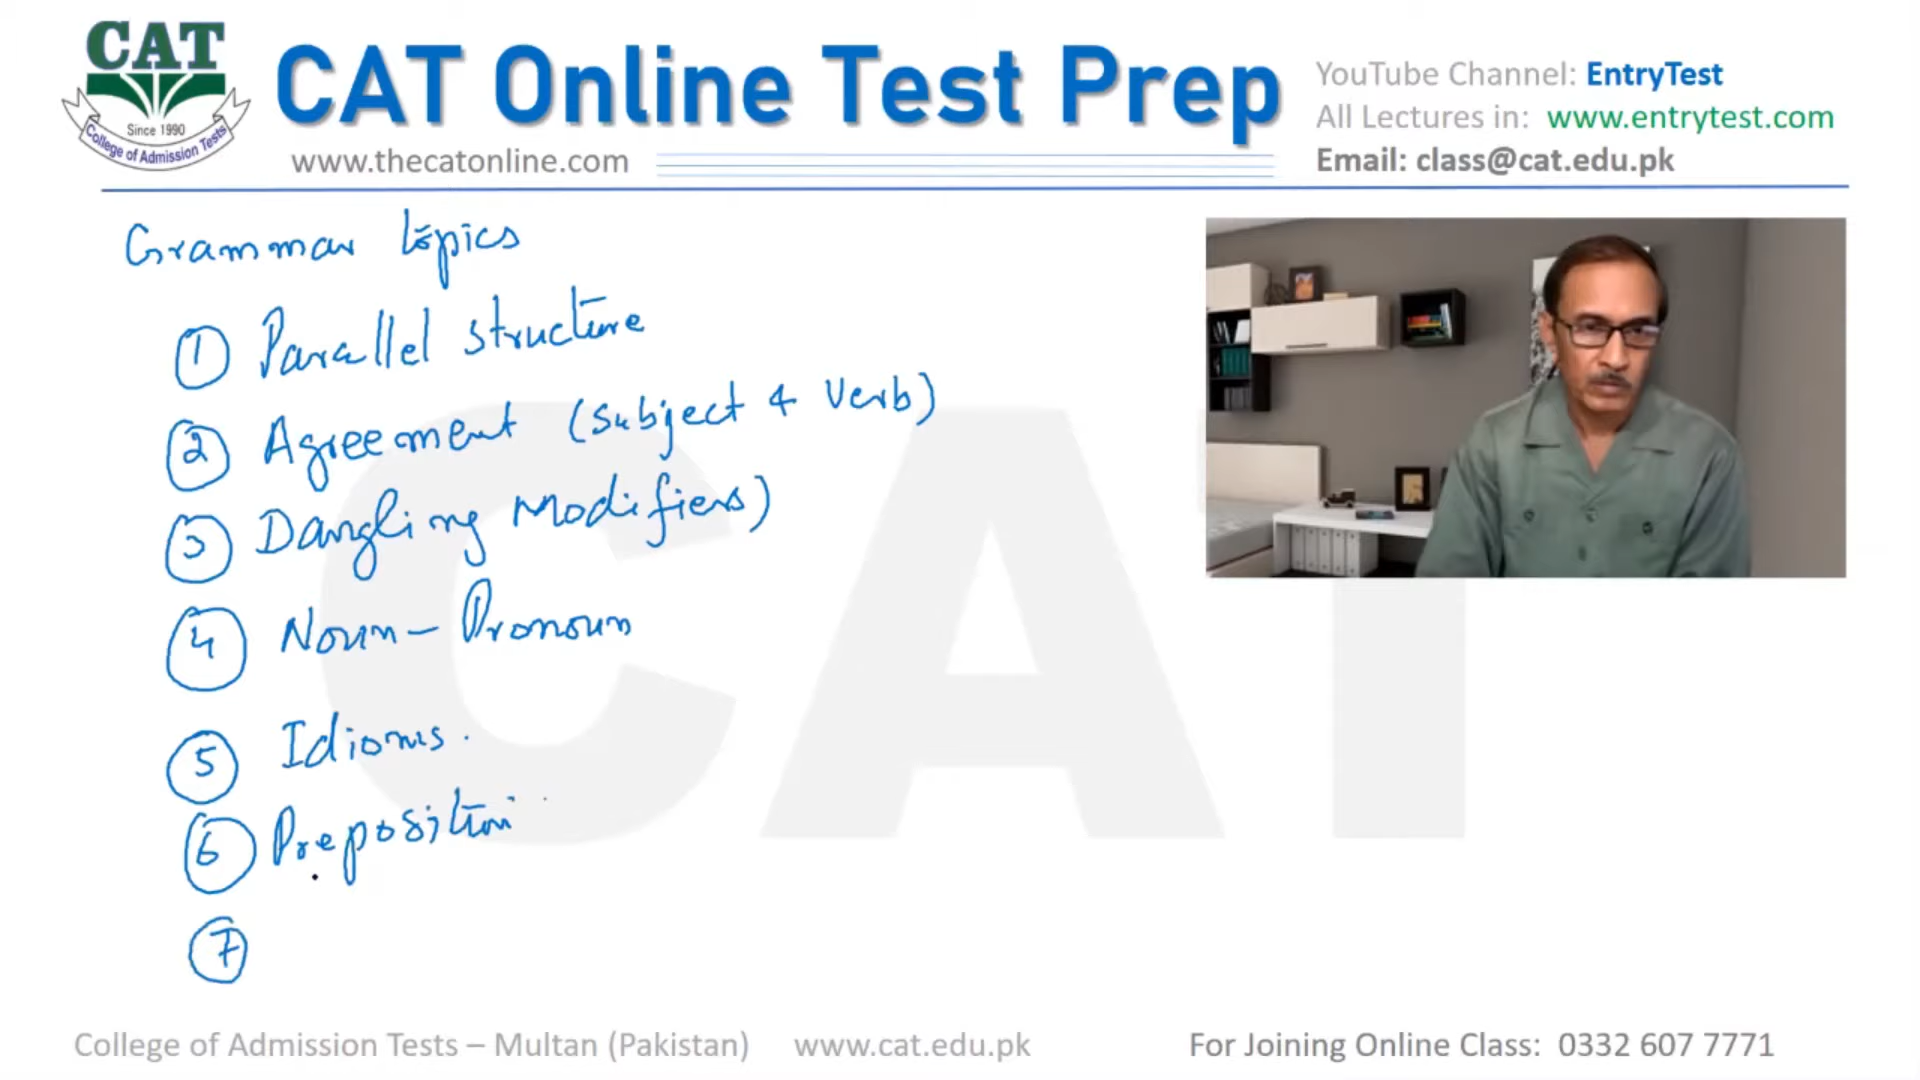 CAT
Since 1990
College of Admission Tests
CAT Online Test Prep
www.thecatonline.com
YouTube Channel: EntryTest
All Lectures in: www.entrytest.com
Email: class@cat.edu.pk
Grammar topics
1 Parallel structure
2 Agreement (Subject & Verb)
3 Dangling Modifiers)
4 Noun - Pronoun
5 Idioms.
6 Preposition
7
CAT
College of Admission Tests – Multan (Pakistan) www.cat.edu.pk For Joining Online Class: 0332 607 7771